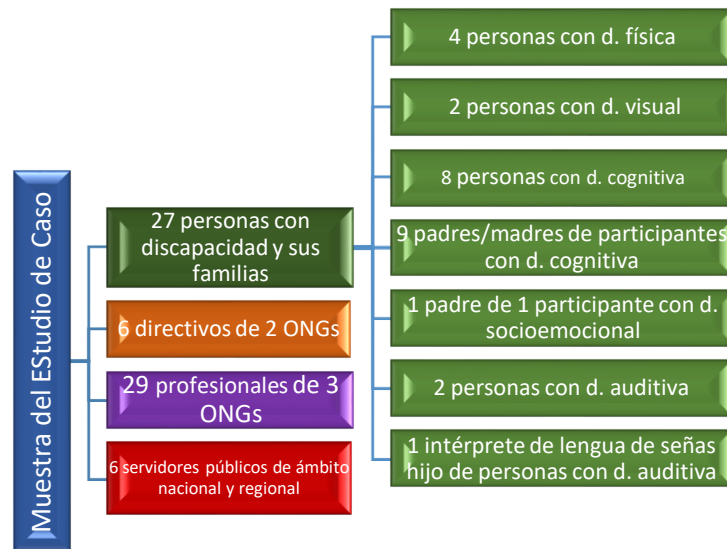 Muestra del EStudio de Caso
27 personas con
discapacidad y sus
familias
6 directivos de 2 ONGs
29 profesionales de 3
ONGs
6 servidores públicos de ámbito
nacional y regional
4 personas con d. física
2 personas con d. visual
8 personas con d. cognitiva
9 padres/madres de participantes
con d. cognitiva
1 padre de 1 participante con d.
socioemocional
2 personas con d. auditiva
1 intérprete de lengua de señas
hijo de personas con d. auditiva